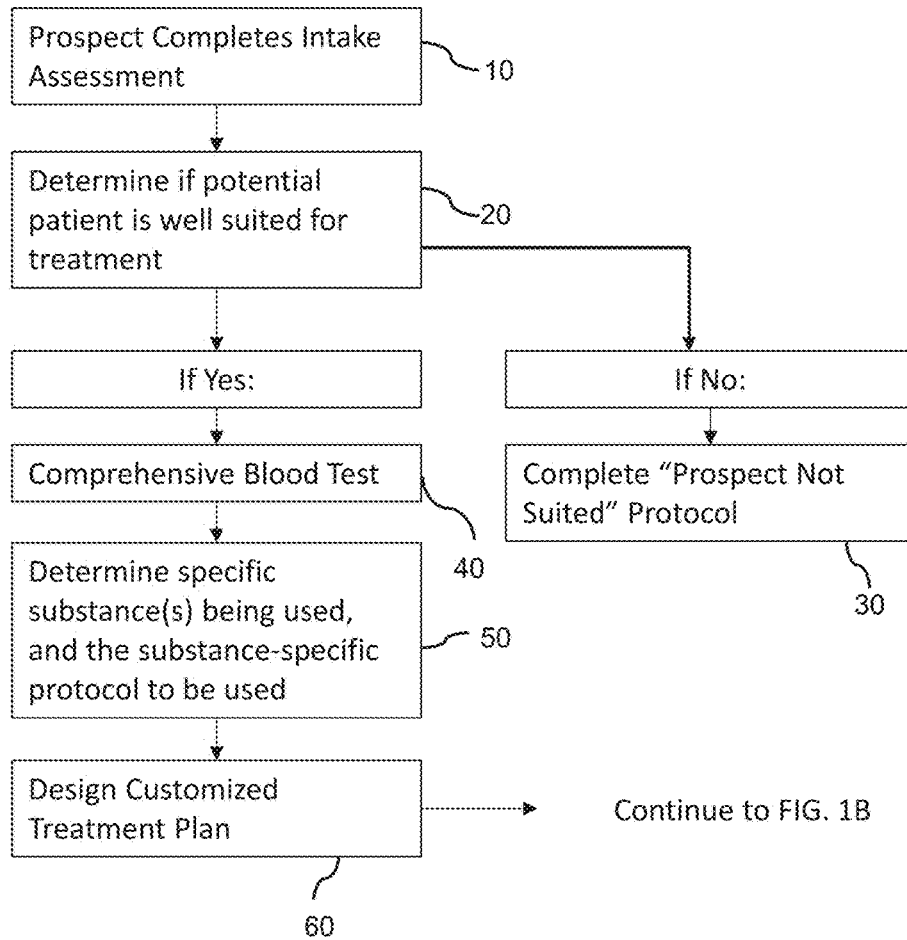 Prospect Completes Intake
Assessment
10
Determine if potential
patient is well suited for
treatment
20
If Yes:
If No:
Comprehensive Blood Test
40
Complete “Prospect Not
Suited” Protocol
30
Determine specific
substance(s) being used,
and the substance-specific
protocol to be used
50
Design Customized
Treatment Plan
60
Continue to FIG. 1B